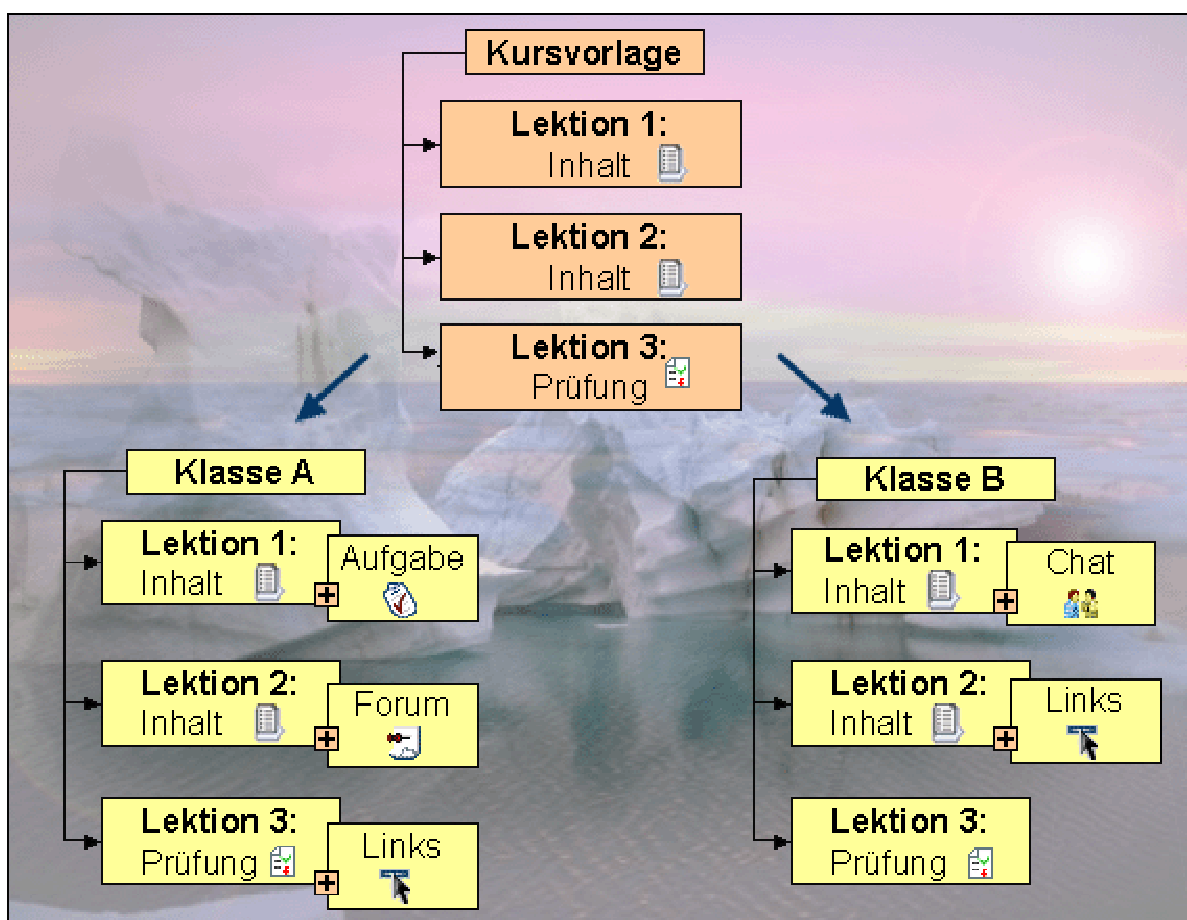 Kursvorlage
Lektion 1:
Inhalt
Lektion 2:
Inhalt
Lektion 3:
Prüfung
Klasse A
Lektion 1:
Inhalt
Aufgabe
Lektion 2:
Inhalt
Forum
Lektion 3:
Prüfung
Links
Klasse B
Lektion 1:
Inhalt
Chat
Lektion 2:
Inhalt
Links
Lektion 3:
Prüfung